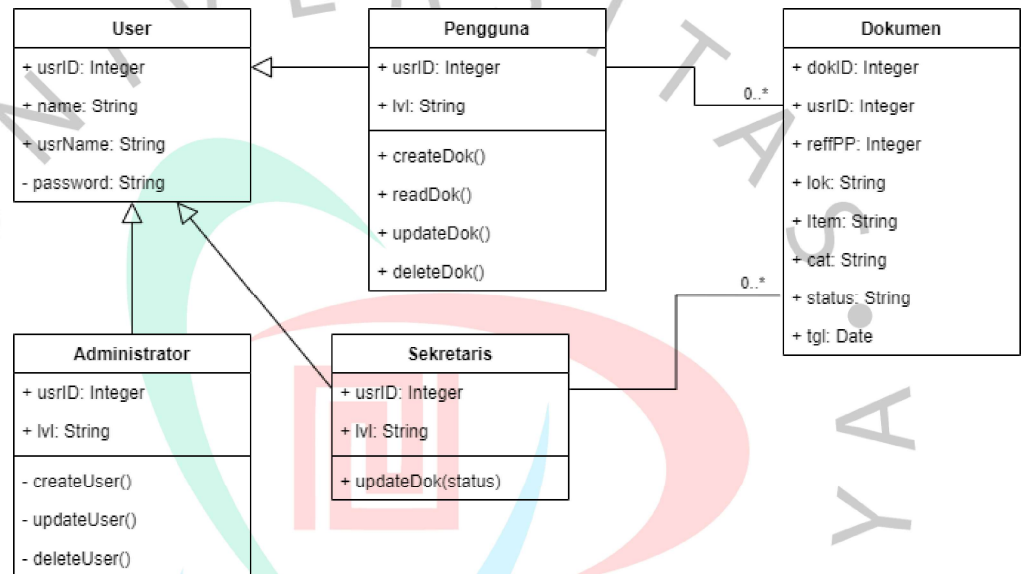 User
+ usrID: Integer
+ name: String
+ usrName: String
- password: String
Pengguna
+ usrID: Integer
+ lvl: String
+ createDok()
+ readDok()
+ updateDok()
+ deleteDok()
Dokumen
+ dokID: Integer
+ usrID: Integer
+ reffPP: Integer
+ lok: String
+ Item: String
+ cat: String
+ status: String
+ tgl: Date
0..*
0..*
Administrator
+ usrID: Integer
+ lvl: String
- createUser()
- updateUser()
- deleteUser()
Sekretaris
+ usrID: Integer
+ lvl: String
+ updateDok(status)